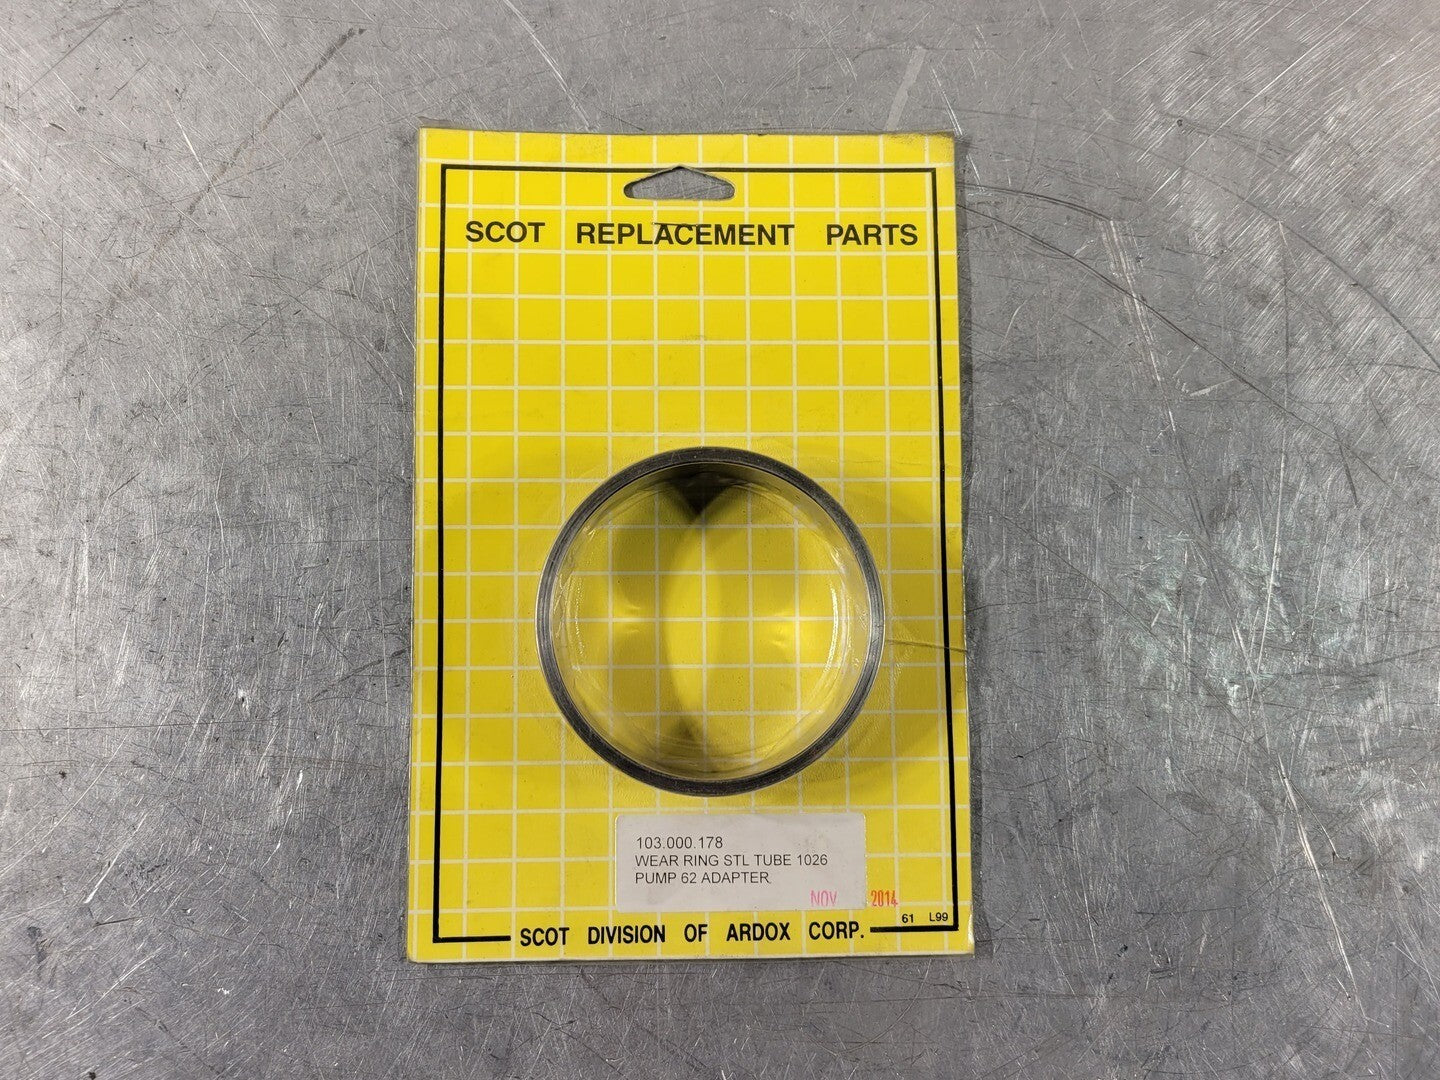 SCOT REPLACEMENT PARTS
103.000.178
WEAR RING STL TUBE 1026
PUMP 62 ADAPTER
NOV 2014
61 L99
SCOT DIVISION OF ARDOX CORP.